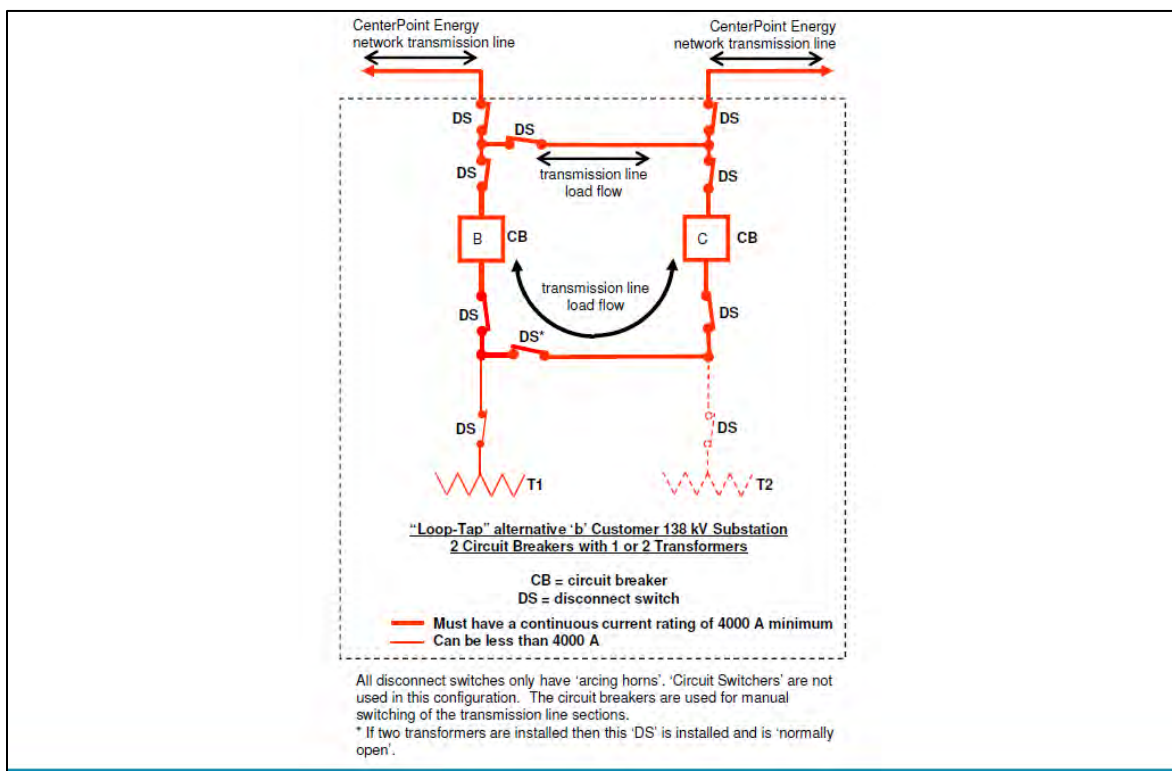 CenterPoint Energy
network transmission line
CenterPoint Energy
network transmission line
DS
DS
DS
transmission line
load flow
DS
DS
B
CB
C
CB
transmission line
load flow
DS
DS
DS*
DS
DS
T1
T2
“Loop-Tap” alternative ‘b’ Customer 138 kV Substation
2 Circuit Breakers with 1 or 2 Transformers
CB = circuit breaker
DS = disconnect switch
Must have a continuous current rating of 4000 A minimum
Can be less than 4000 A
All disconnect switches only have ‘arcing horns’. ‘Circuit Switchers’ are not
used in this configuration. The circuit breakers are used for manual
switching of the transmission line sections.
* If two transformers are installed then this ‘DS’ is installed and is ‘normally
open’.